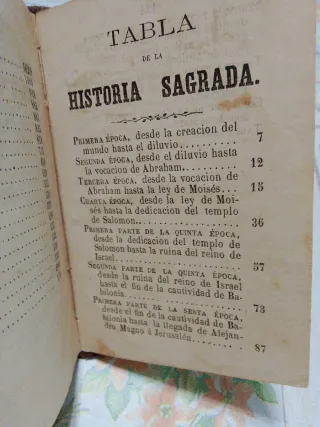 TABLA
DE LA
HISTORIA SAGRADA.
PRIMERA ÉPOCA, desde la creacion del
mundo hasta el diluvio.......... 7
SEGUNDA ÉPOCA, desde el diluvio hasta
la vocacion de Abraham.......... 12
TERCERA ÉPOCA, desde la vocacion de
Abraham hasta la ley de Moisés... 15
CUARTA ÉPOCA, desde la ley de Moi-
sés hasta la dedicacion del templo
de Salomon.......... 36
PRIMERA PARTE DE LA QUINTA ÉPOCA,
desde la dedicacion del templo de
Salomon hasta la ruina del reino de
Israel.......... 57
SEGUNDA PARTE DE LA QUINTA ÉPOCA,
desde la ruina del reino de Israel
hasta el fin de la cautividad de Ba-
bilonia.......... 73
PRIMERA PARTE DE LA SESTA ÉPOCA,
desde el fin de la cautividad de Ba-
bilonia hasta la llegada de Alejan-
dro Magno á Jerusalén.......... 87